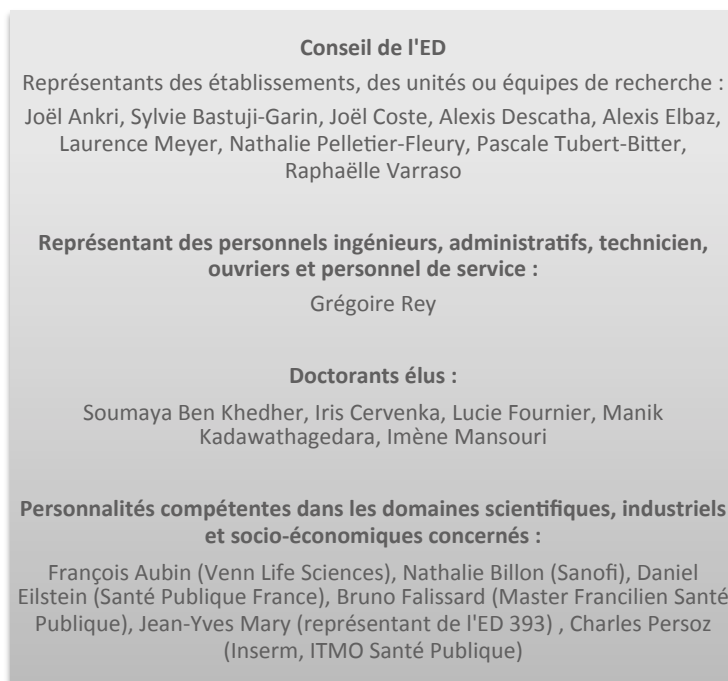 Conseil de l'ED
Représentants des établissements, des unités ou équipes de recherche :
Joël Ankri, Sylvie Bastuji-Garin, Joël Coste, Alexis Descatha, Alexis Elbaz,
Laurence Meyer, Nathalie Pelletier-Fleury, Pascale Tubert-Bitter,
Raphaëlle Varraso
Représentant des personnels ingénieurs, administratifs, technicien,
ouvriers et personnel de service :
Grégoire Rey
Doctorants élus :
Soumaya Ben Khedher, Iris Cervenka, Lucie Fournier, Manik
Kadawathagedara, Imène Mansouri
Personnalités compétentes dans les domaines scientifiques, industriels
et socio-économiques concernés :
François Aubin (Venn Life Sciences), Nathalie Billon (Sanofi), Daniel
Eilstein (Santé Publique France), Bruno Falissard (Master Francilien Santé
Publique), Jean-Yves Mary (représentant de l'ED 393) , Charles Persoz
(Inserm, ITMO Santé Publique)